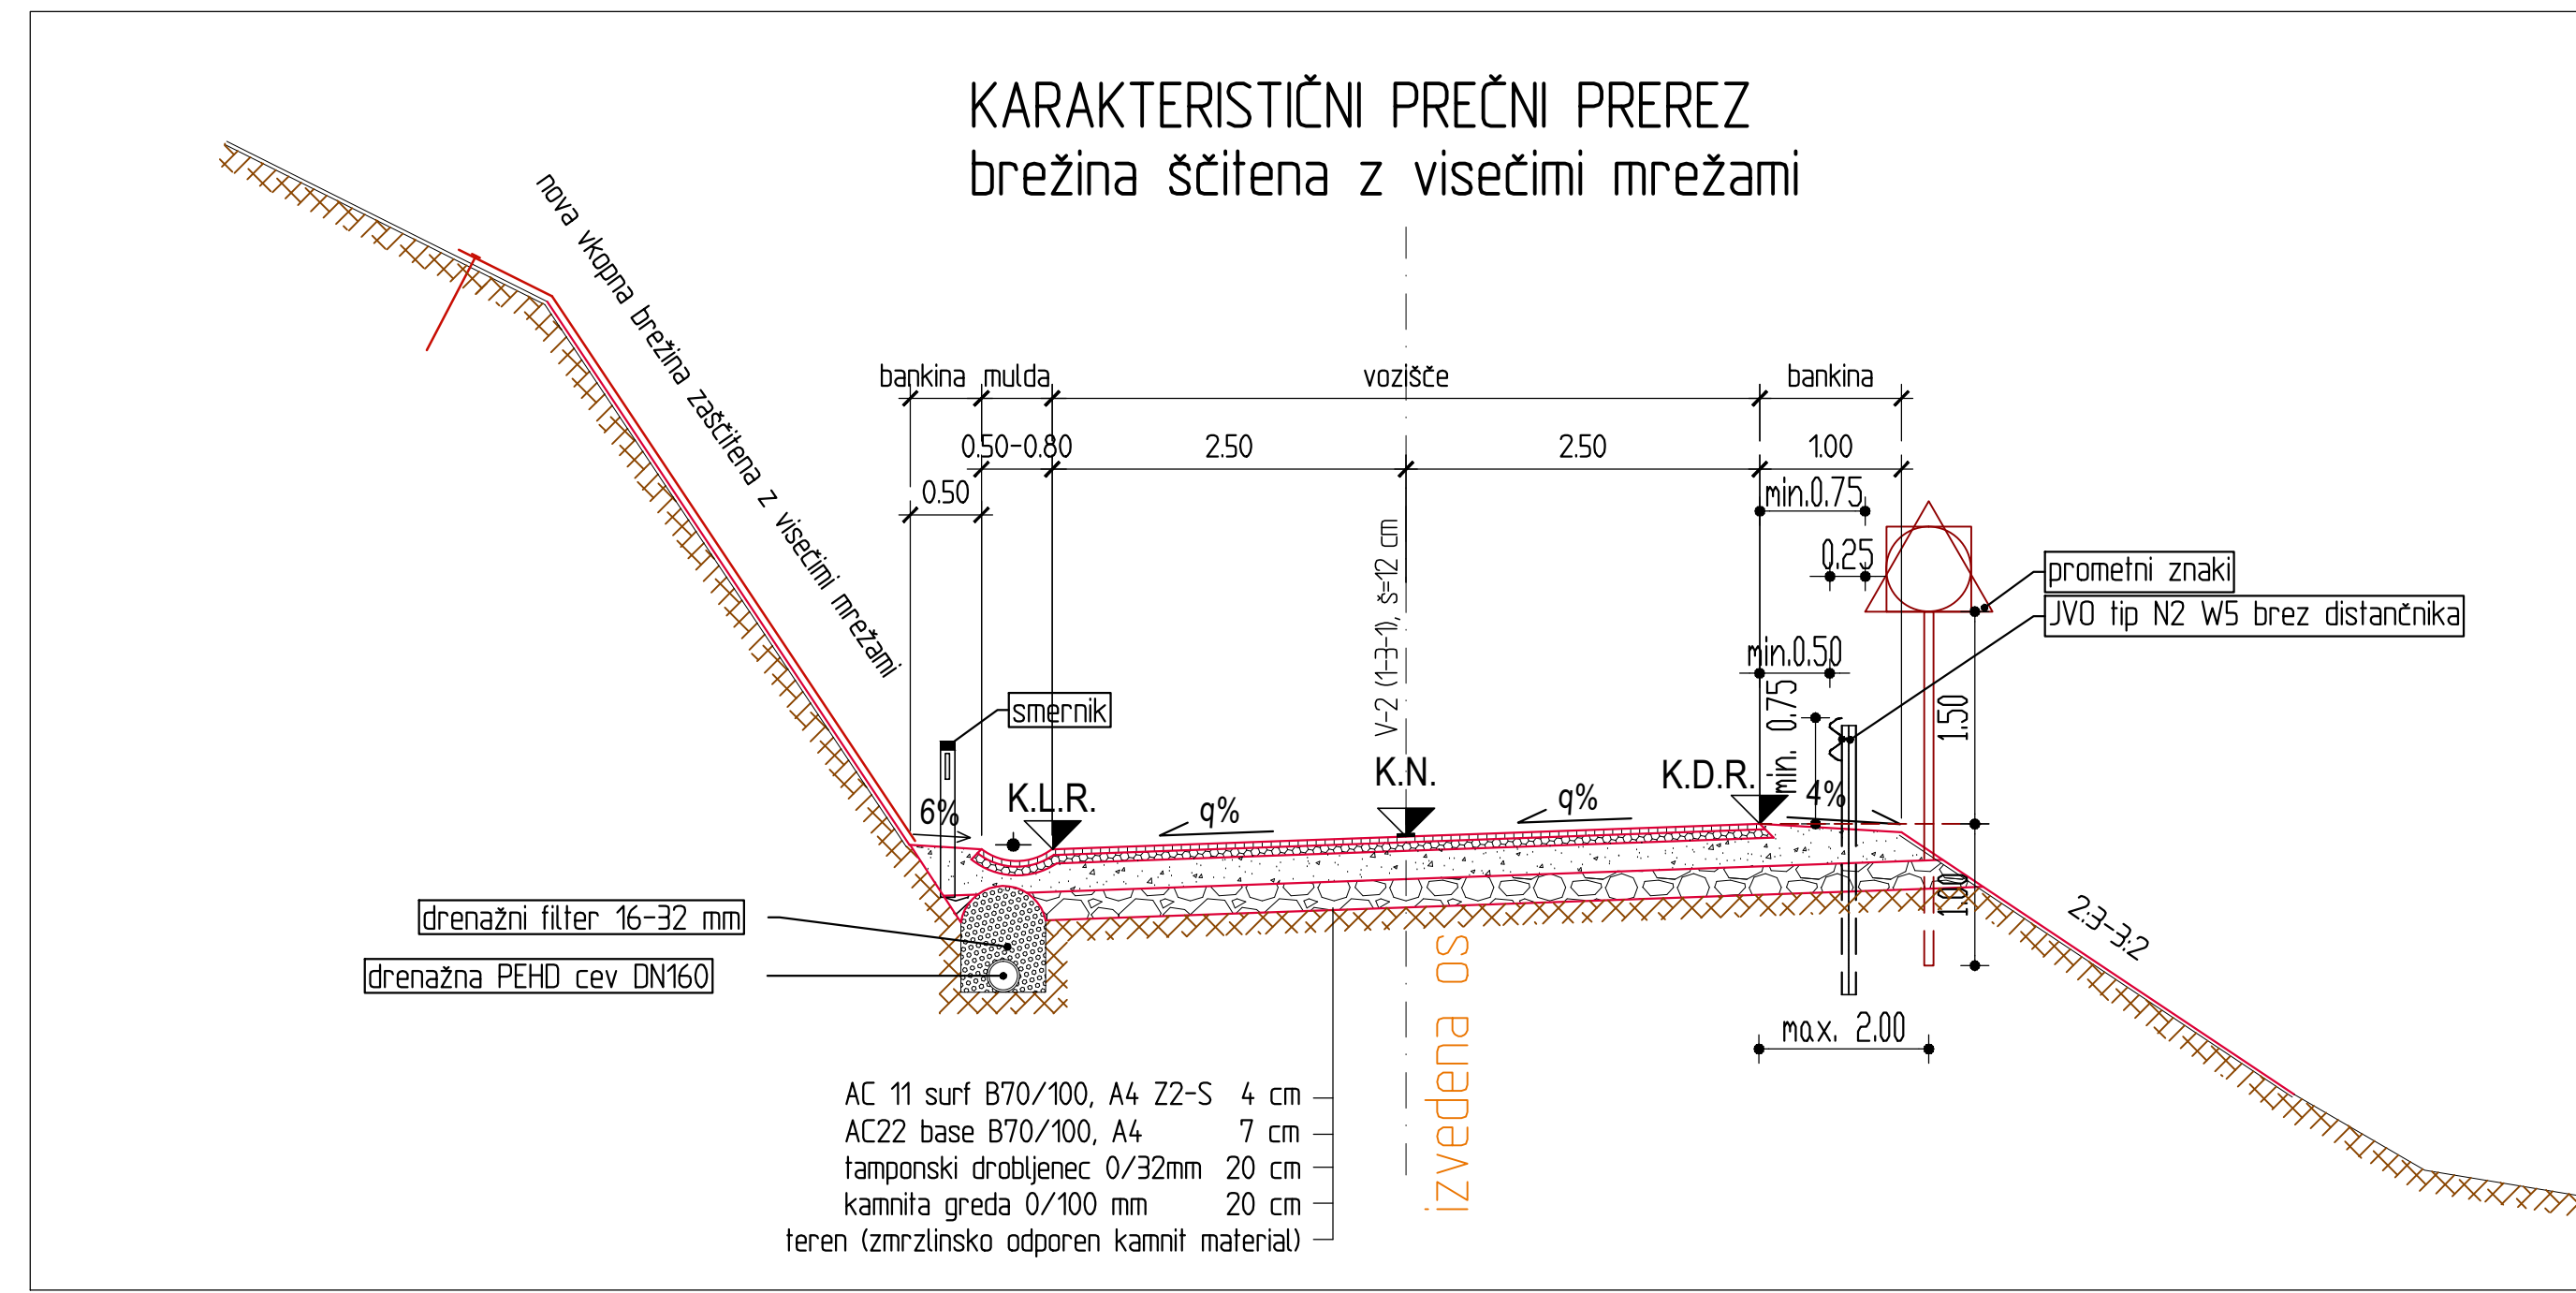 KARAKTERISTIČNI PREČNI PREREZ
brežina ščitena z visečimi mrežami
nova vkopna brežina zaščitena z visečimi mrežami
bankina mulda vozišče bankina
0.50-0.80 2.50 2.50 1.00
0.50 min.0.75
0.25
V-2 (1-3-1), š=12 cm
prometni znaki
JVO tip N2 W5 brez distančnika
min.0.50
min. 0.75
1.50
smernik
K.L.R. K.N. K.D.R.
6% q% q% 4%
1.00
2:3-3:2
drenažni filter 16-32 mm
drenažna PEHD cev DN160
izvedena os
max. 2.00
AC 11 surf B70/100, A4 Z2-S 4 cm
AC22 base B70/100, A4 7 cm
tamponski drobljenec 0/32mm 20 cm
kamnita greda 0/100 mm 20 cm
teren (zmrzlinsko odporen kamnit material)